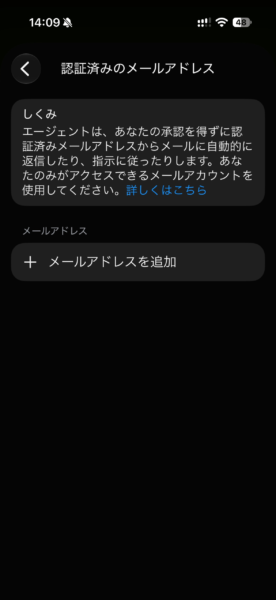 14:09
48
認証済みのメールアドレス
しくみ
エージェントは、あなたの承認を得ずに認
証済みメールアドレスからメールに自動的に
返信したり、指示に従ったりします。あな
たのみがアクセスできるメールアカウントを
使用してください。詳しくはこちら
メールアドレス
+ メールアドレスを追加